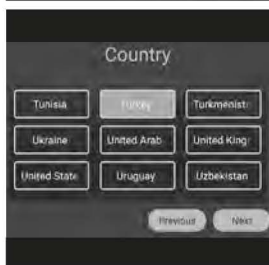 Country
Tunisia Turkey Turkmenist
Ukraine United Arab United King
United State Uruguay Uzbekistan
Previous Next